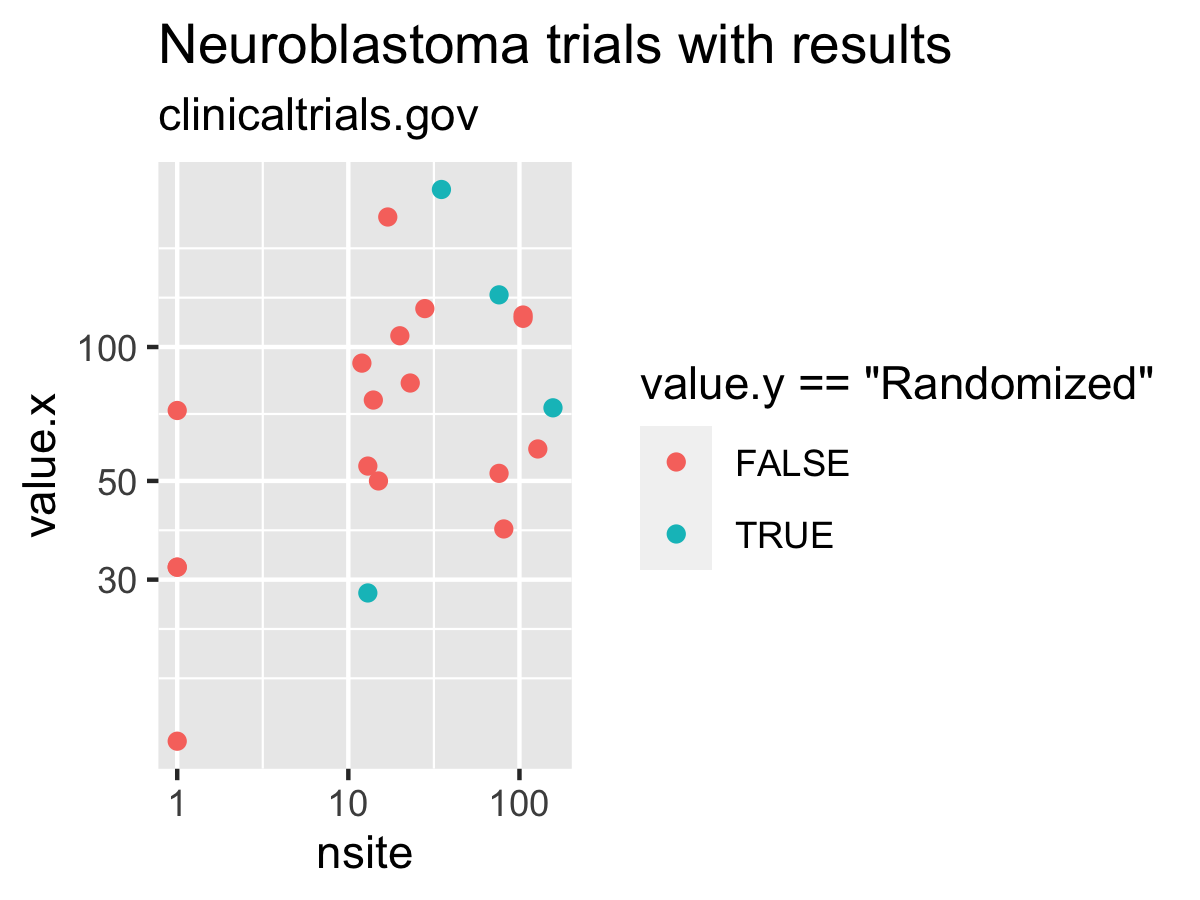 Neuroblastoma trials with results
clinicaltrials.gov
value.x
100
50
30
1 10 100
nsite
value.y == "Randomized"
FALSE
TRUE